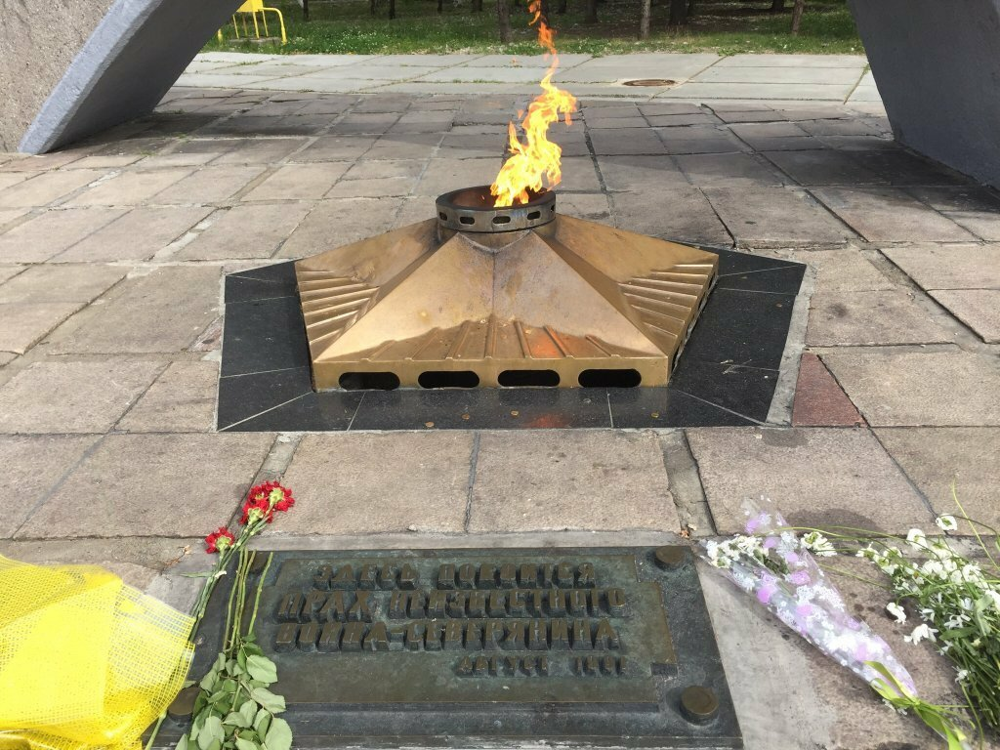 ЗДЕСЬ ПОКОИТСЯ
ПРАХ НЕИЗВЕСТНОГО
ВОИНА-СЕВЕРЯНИНА
АВГУСТ